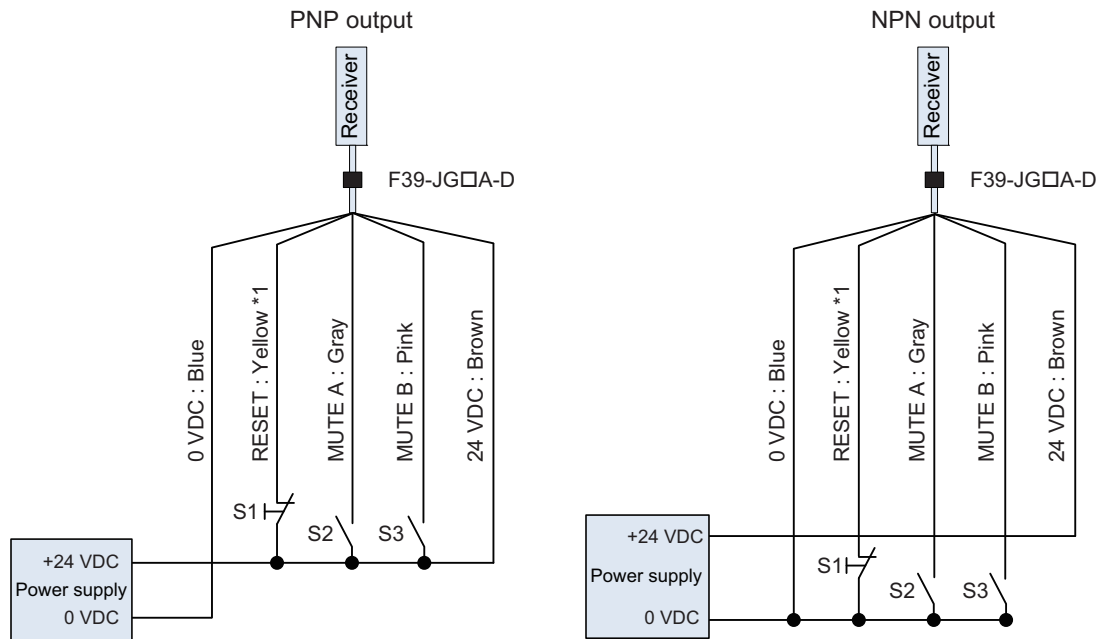 PNP output
Receiver
F39-JG□A-D
0 VDC : Blue
RESET : Yellow *1
MUTE A : Gray
MUTE B : Pink
24 VDC : Brown
S1
S2
S3
+24 VDC
Power supply
0 VDC
NPN output
Receiver
F39-JG□A-D
0 VDC : Blue
RESET : Yellow *1
MUTE A : Gray
MUTE B : Pink
24 VDC : Brown
+24 VDC
S1
Power supply
S2
S3
0 VDC